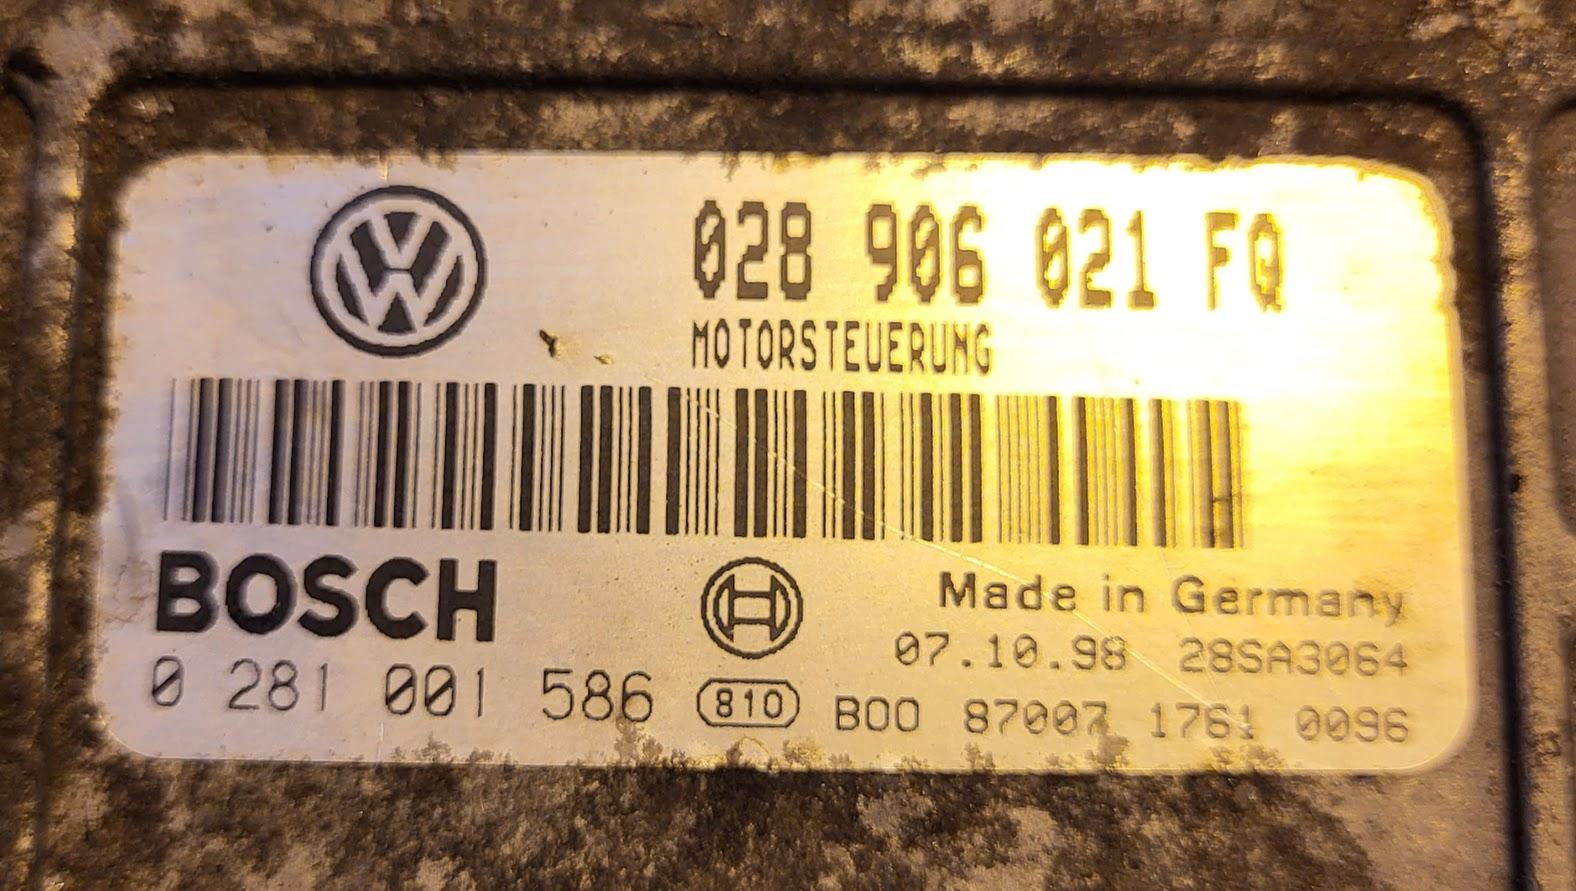 028 906 021 FQ
MOTORSTEUERUNG
BOSCH
Made in Germany
07.10.98 28SA3064
0 281 001 586 810 B00 87007 1761 0096